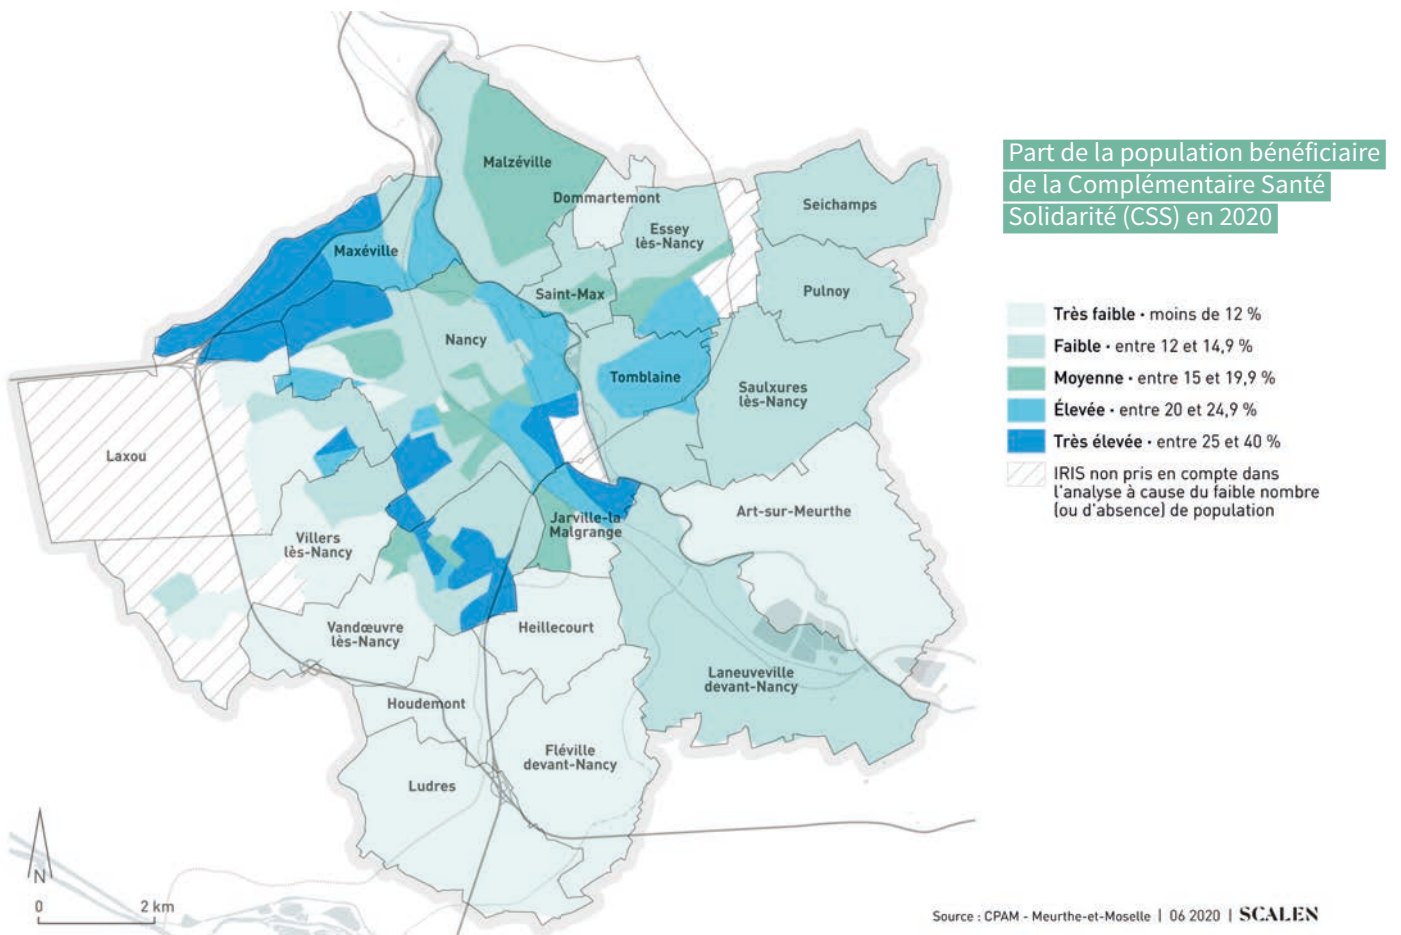 Part de la population bénéficiaire
de la Complémentaire Santé
Solidarité (CSS) en 2020
Malzéville
Dommartemont
Seichamps
Essey
lès-Nancy
Maxéville
Saint-Max
Pulnoy
Nancy
Tomblaine
Saulxures
lès-Nancy
Laxou
Art-sur-Meurthe
Jarville-la
Malgrange
Villers
lès-Nancy
Vandœuvre
lès-Nancy
Heillecourt
Laneuveville
devant-Nancy
Houdemont
Fléville
devant-Nancy
Ludres
Très faible • moins de 12 %
Faible • entre 12 et 14,9 %
Moyenne • entre 15 et 19,9 %
Élevée • entre 20 et 24,9 %
Très élevée • entre 25 et 40 %
IRIS non pris en compte dans
l'analyse à cause du faible nombre
(ou d'absence) de population
N
0 2 km
Source : CPAM - Meurthe-et-Moselle | 06 2020 | SCALEN